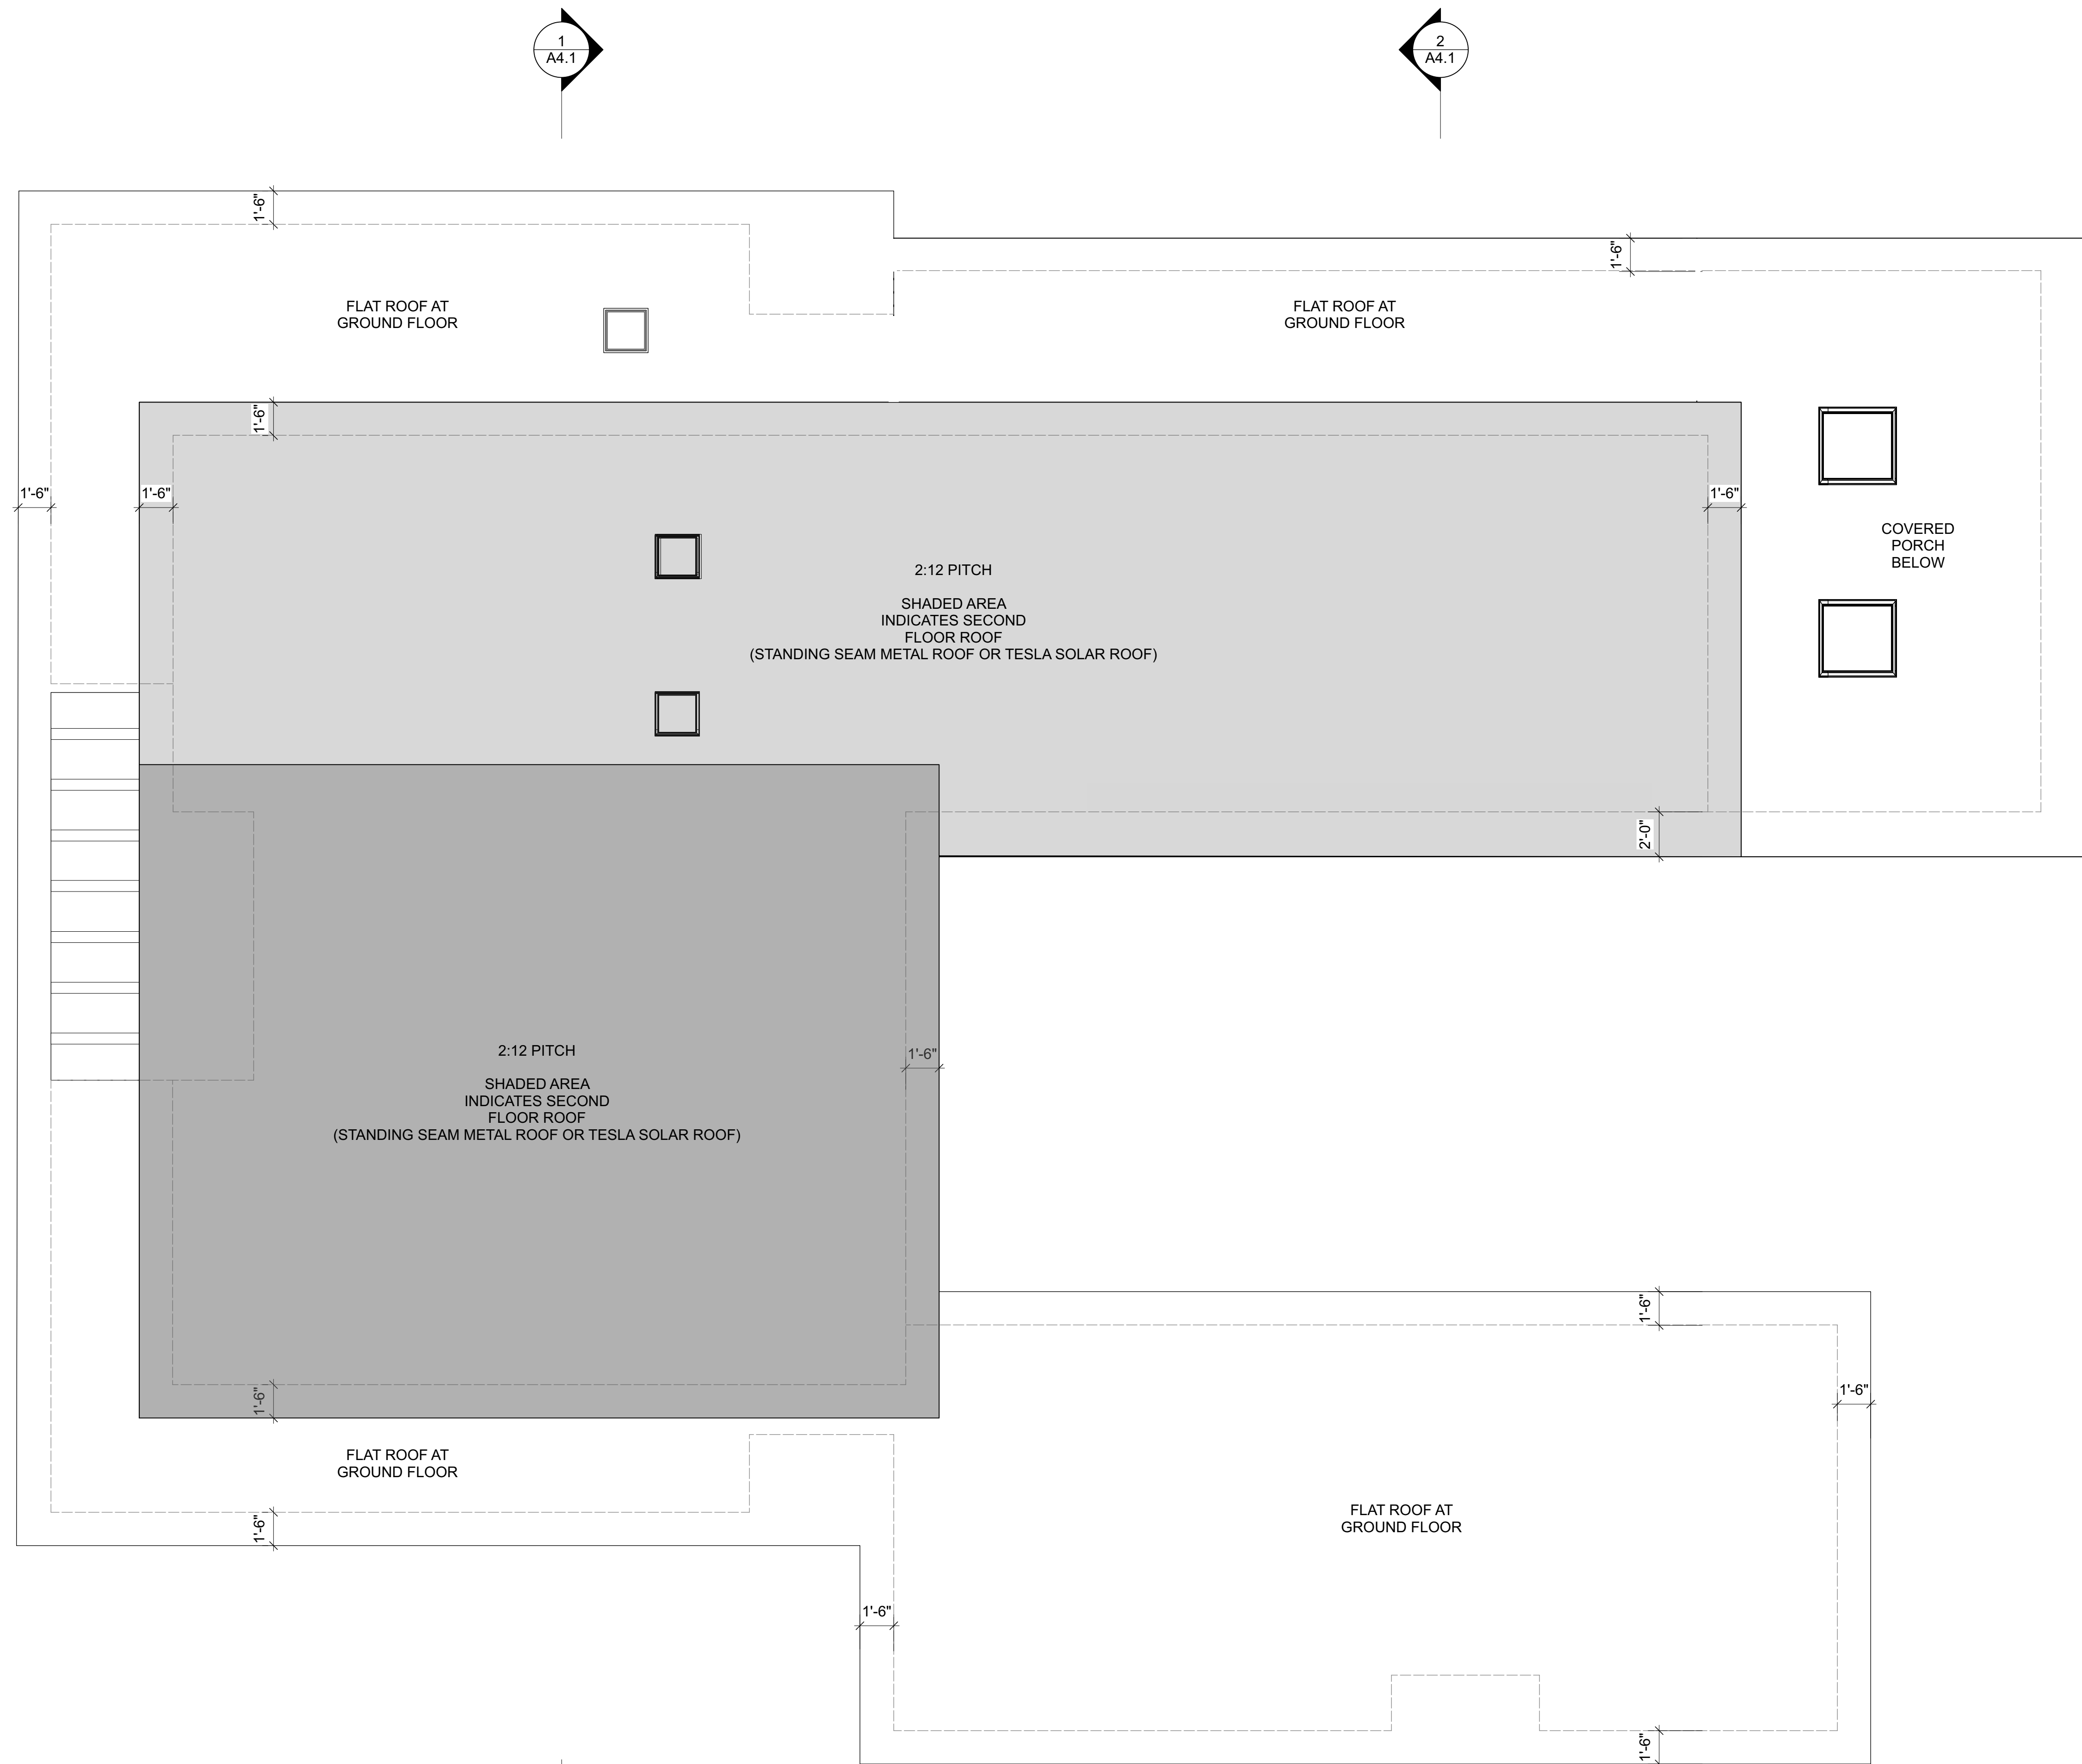 1
A4.1
2
A4.1
1'-6"
1'-6"
FLAT ROOF AT
GROUND FLOOR
FLAT ROOF AT
GROUND FLOOR
1'-6"
1'-6"
1'-6"
1'-6"
COVERED
PORCH
BELOW
2:12 PITCH
SHADED AREA
INDICATES SECOND
FLOOR ROOF
(STANDING SEAM METAL ROOF OR TESLA SOLAR ROOF)
2'-0"
2:12 PITCH
SHADED AREA
INDICATES SECOND
FLOOR ROOF
(STANDING SEAM METAL ROOF OR TESLA SOLAR ROOF)
1'-6"
1'-6"
1'-6"
1'-6"
FLAT ROOF AT
GROUND FLOOR
FLAT ROOF AT
GROUND FLOOR
1'-6"
1'-6"
1'-6"